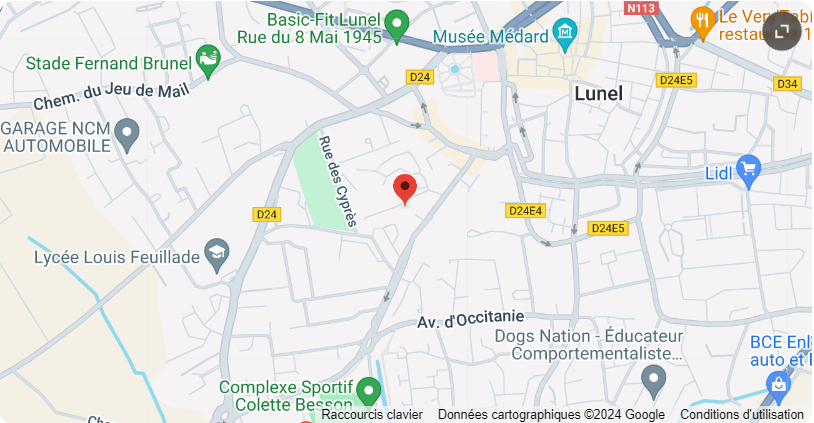 N113
Basic-Fit Lunel
Rue du 8 Mai 1945
Musée Médard
Stade Fernand Brunel
D24
D24E5
D34
Lunel
Chem. du Jeu de Mail
GARAGE NCM
AUTOMOBILE
Rue des Cyprès
Lidl
D24
D24E4
D24E5
Lycée Louis Feuillade
Av. d'Occitanie
Dogs Nation - Éducateur
Comportementaliste...
BCE
auto et
Complexe Sportif
Colette Besson
Raccourcis clavier
Données cartographiques ©2024 Google
Conditions d'utilisation